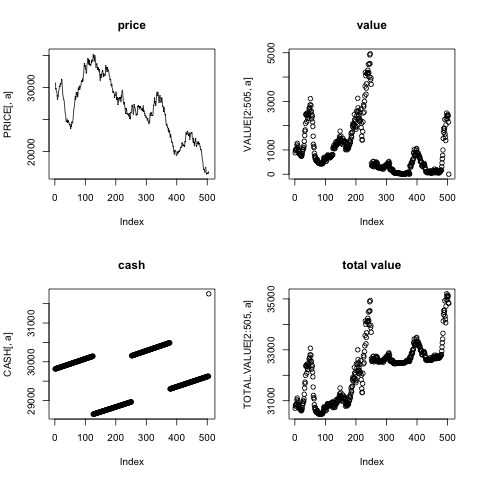 price
PRICE[, a]
20000
30000
0 100 200 300 400 500
Index
value
VALUE[2:505, a]
0 1000
3000
5000
0 100 200 300 400 500
Index
cash
CASH[, a]
29000
30000
31000
0 100 200 300 400 500
Index
total value
TOTAL.VALUE[2:505, a]
31000
33000
35000
0 100 200 300 400 500
Index